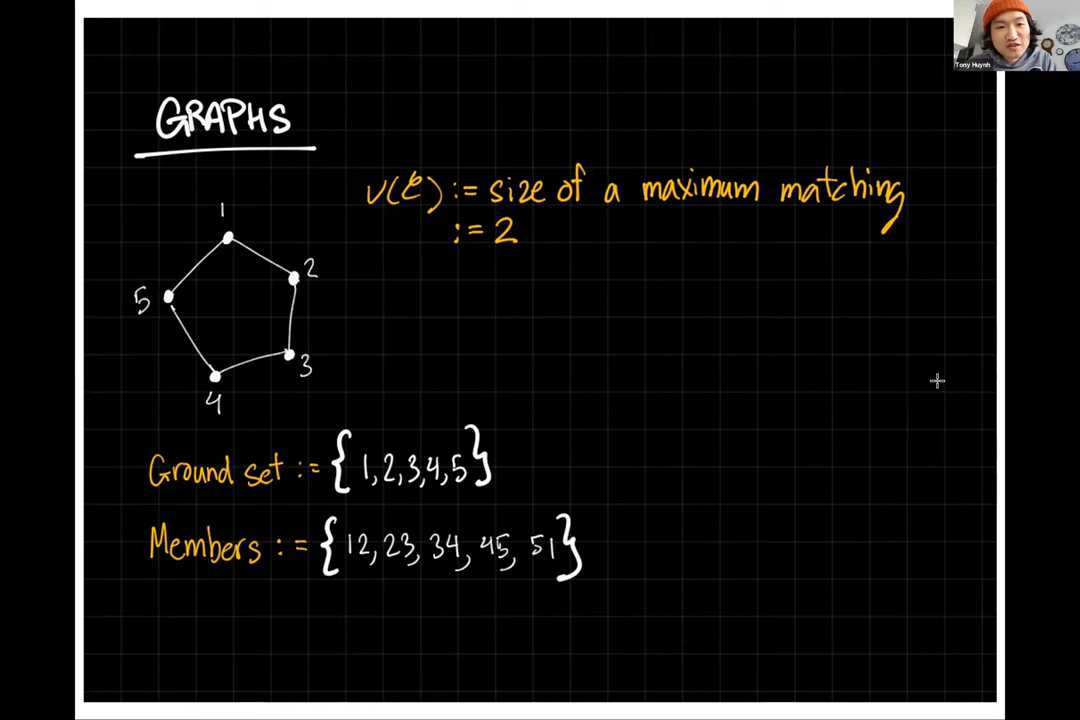 GRAPHS
ν(𝒞) := size of a maximum matching
:= 2
1
2
5
3
4
Ground set := {1,2,3,4,5}
Members := {12, 23, 34, 45, 51}
Tony Huynh